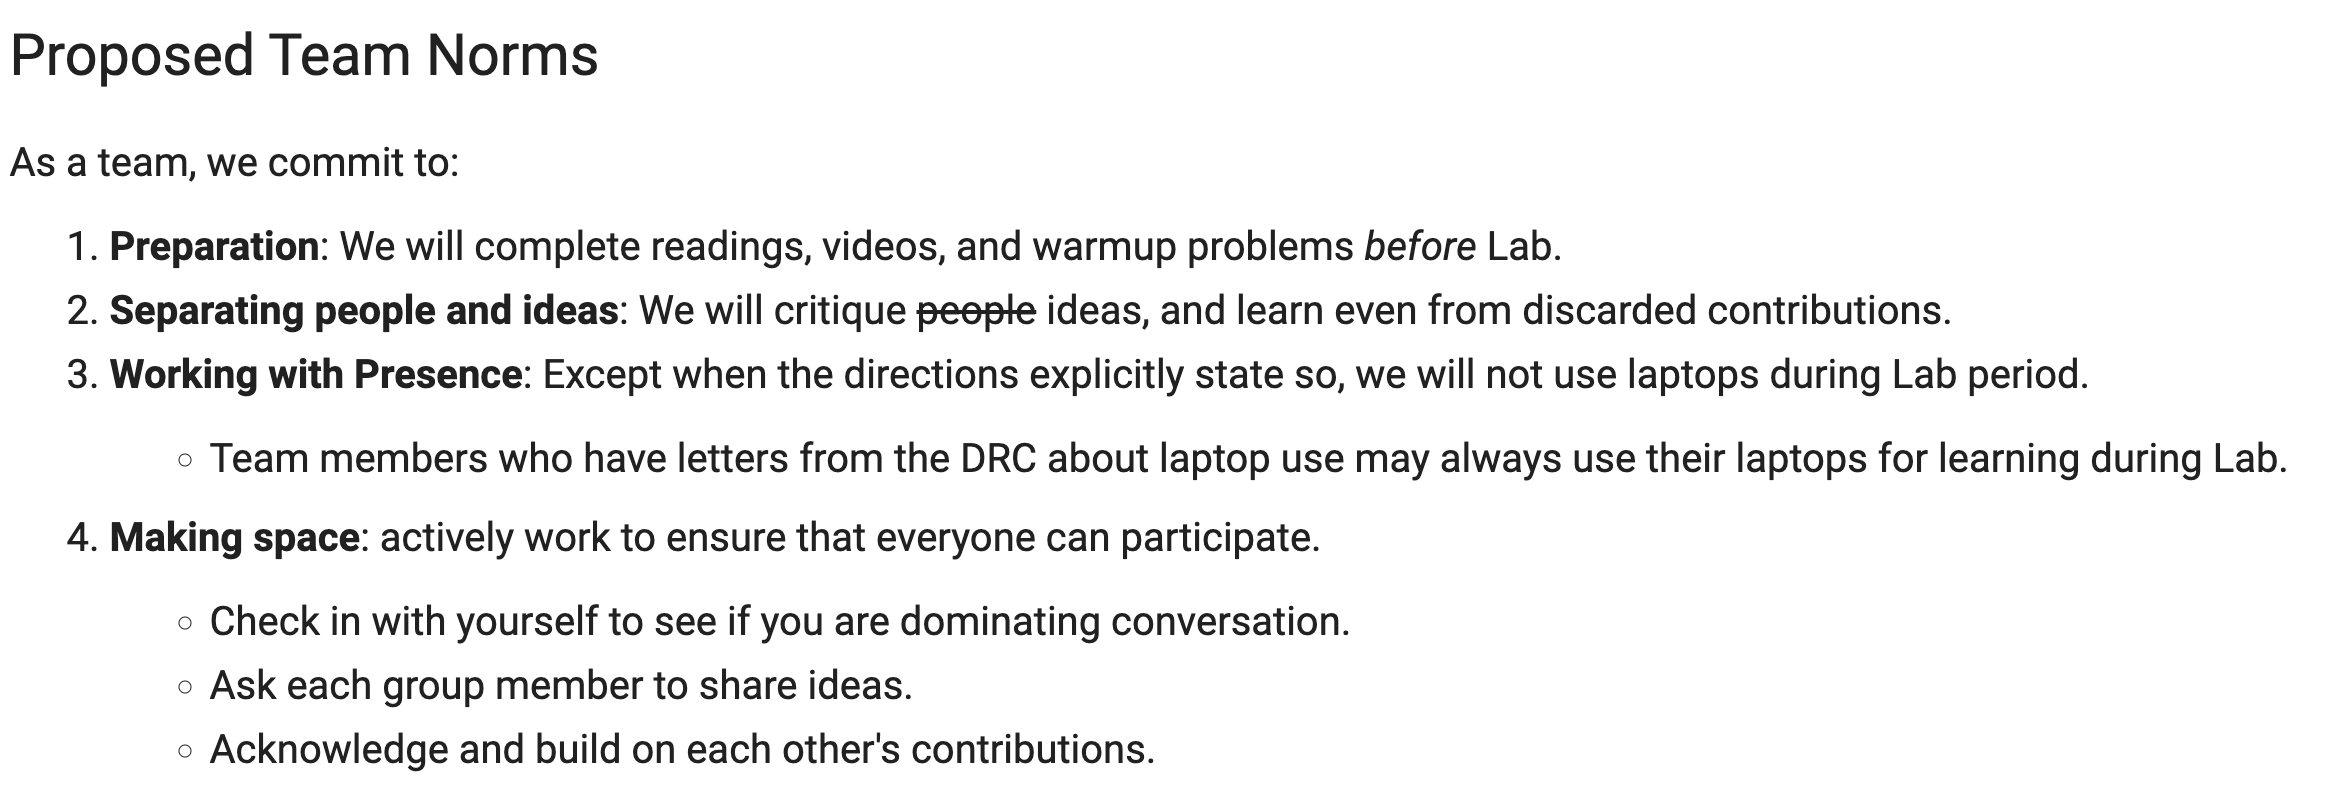 Proposed Team Norms
As a team, we commit to:
1. Preparation: We will complete readings, videos, and warmup problems before Lab.
2. Separating people and ideas: We will critique people ideas, and learn even from discarded contributions.
3. Working with Presence: Except when the directions explicitly state so, we will not use laptops during Lab period.
◦ Team members who have letters from the DRC about laptop use may always use their laptops for learning during Lab.
4. Making space: actively work to ensure that everyone can participate.
◦ Check in with yourself to see if you are dominating conversation.
◦ Ask each group member to share ideas.
◦ Acknowledge and build on each other's contributions.